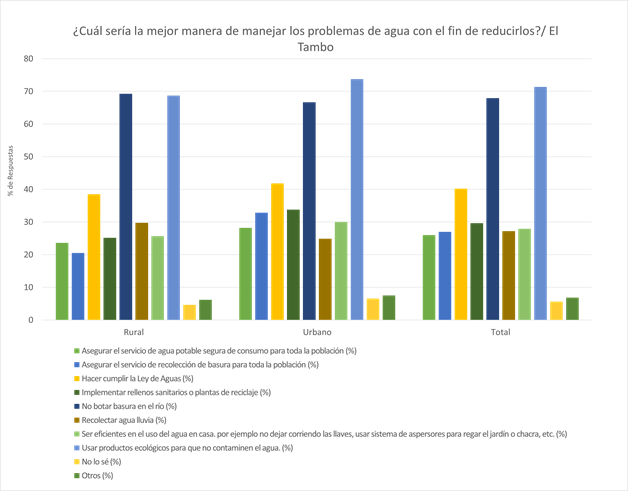 ¿Cuál sería la mejor manera de manejar los problemas de agua con el fin de reducirlos?/ El
Tambo
80
70
60
50
40
30
20
10
0
% de Respuestas
Rural
Urbano
Total
Asegurar el servicio de agua potable segura de consumo para toda la población (%)
Asegurar el servicio de recolección de basura para toda la población (%)
Hacer cumplir la Ley de Aguas (%)
Implementar rellenos sanitarios o plantas de reciclaje (%)
No botar basura en el río (%)
Recolectar agua lluvia (%)
Ser eficientes en el uso del agua en casa. por ejemplo no dejar corriendo las llaves, usar sistema de aspersores para regar el jardín o chacra, etc. (%)
Usar productos ecológicos para que no contaminen el agua. (%)
No lo sé (%)
Otros (%)